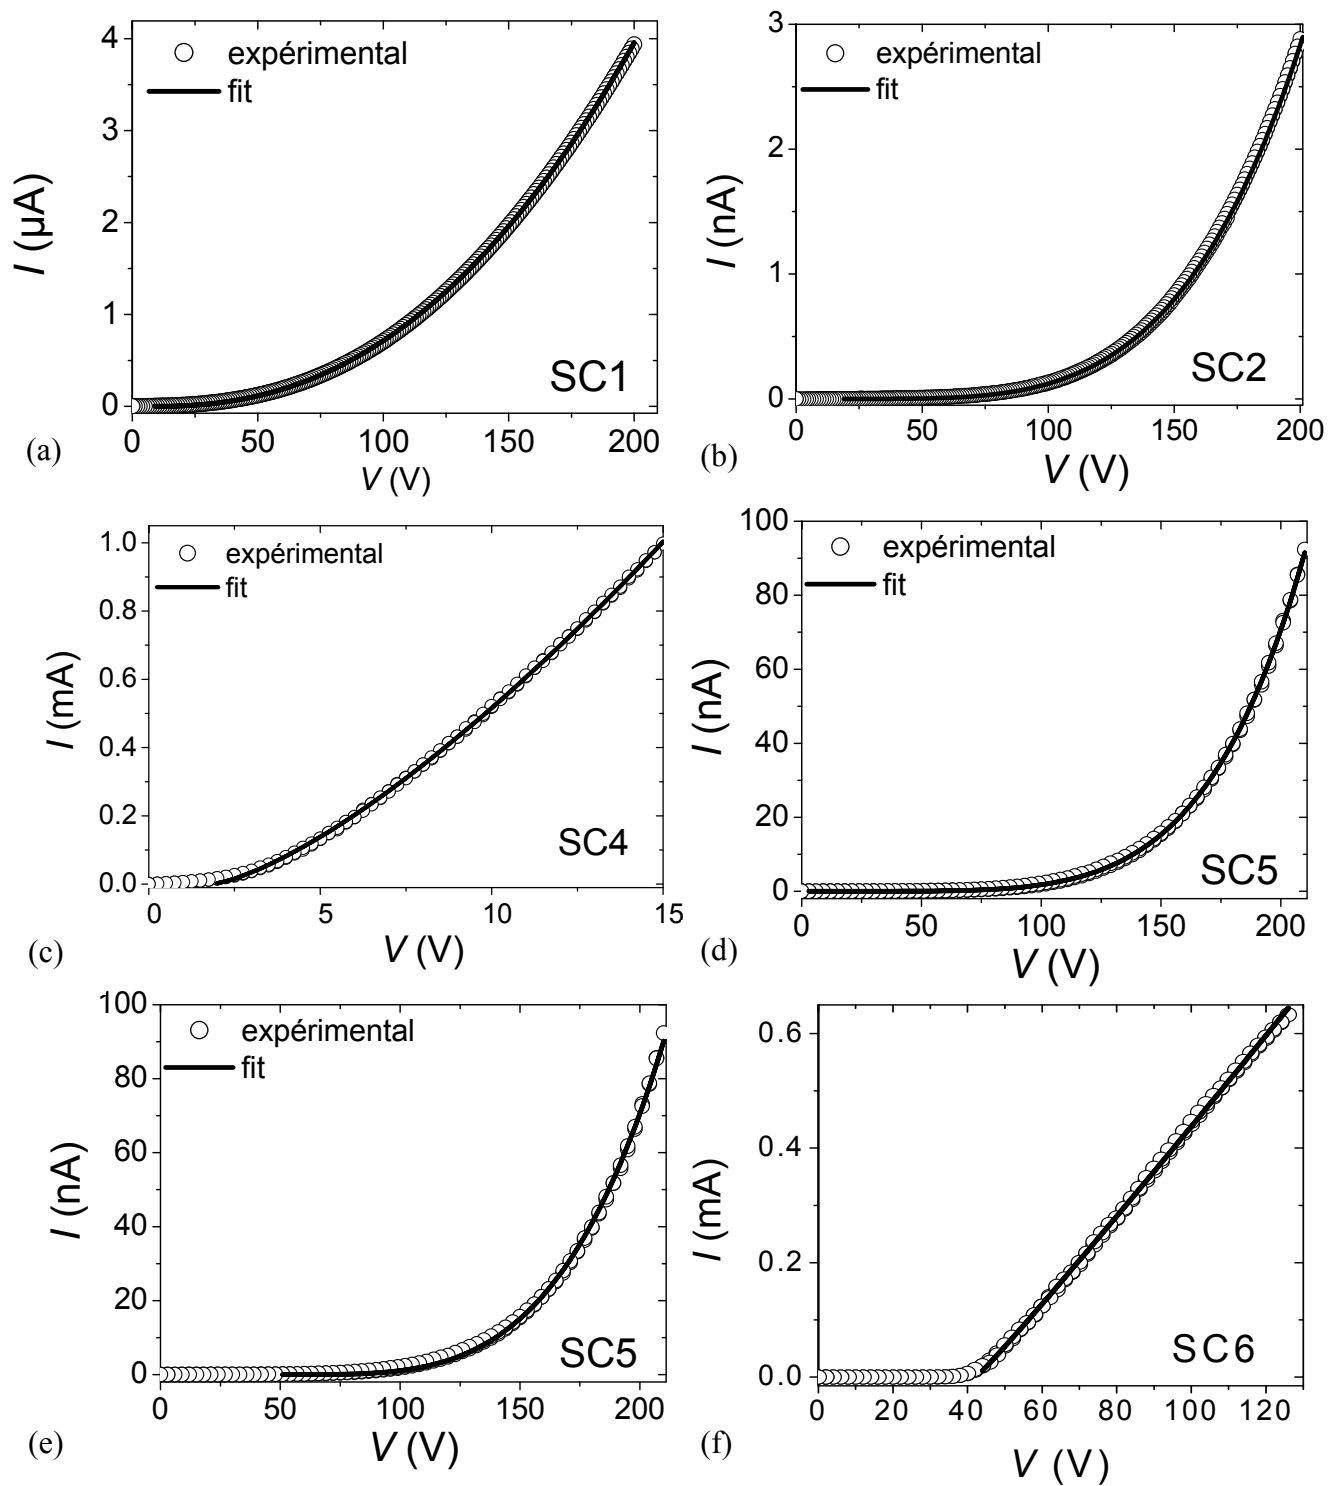 4
expérimental
fit
3
2
1
0
I (µA)
SC1
0 50 100 150 200
V (V)
(a)
3
expérimental
fit
2
1
0
I (nA)
SC2
0 50 100 150 200
V (V)
(b)
1.0
expérimental
fit
0.8
0.6
0.4
0.2
0.0
I (mA)
SC4
0 5 10 15
V (V)
(c)
100
expérimental
fit
80
60
40
20
0
I (nA)
SC5
0 50 100 150 200
V (V)
(d)
100
expérimental
fit
80
60
40
20
0
I (nA)
SC5
0 50 100 150 200
V (V)
(e)
0.6
0.4
0.2
0.0
I (mA)
SC6
0 20 40 60 80 100 120
V (V)
(f)